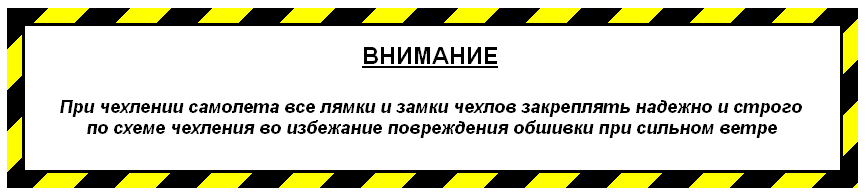 ВНИМАНИЕ
При чехлении самолета все лямки и замки чехлов закреплять надежно и строго
по схеме чехления во избежание повреждения обшивки при сильном ветре